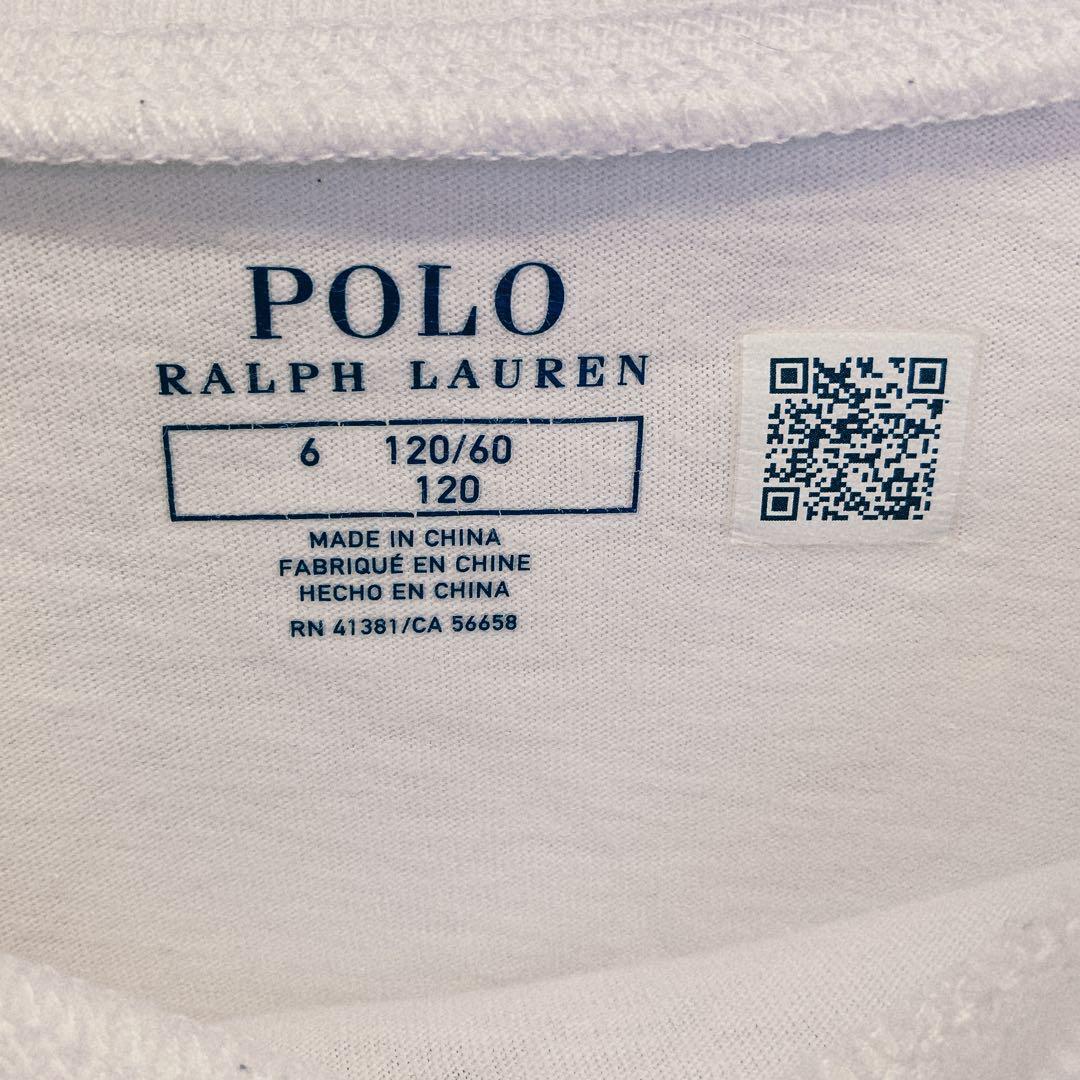 POLO
RALPH LAUREN
6 120/60
120
MADE IN CHINA
FABRIQUÉ EN CHINE
HECHO EN CHINA
RN 41381/CA 56658